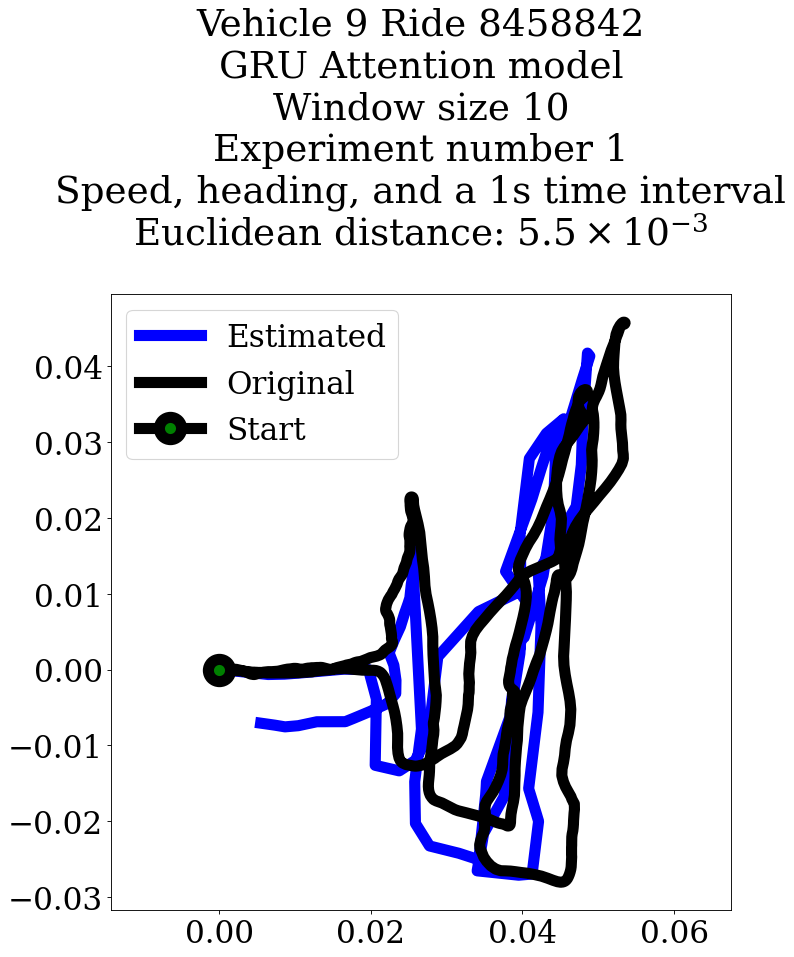 Vehicle 9 Ride 8458842
GRU Attention model
Window size 10
Experiment number 1
Speed, heading, and a 1s time interval
Euclidean distance: 5.5 × 10⁻³
Estimated
Original
Start
0.04
0.03
0.02
0.01
0.00
−0.01
−0.02
−0.03
0.00 0.02 0.04 0.06